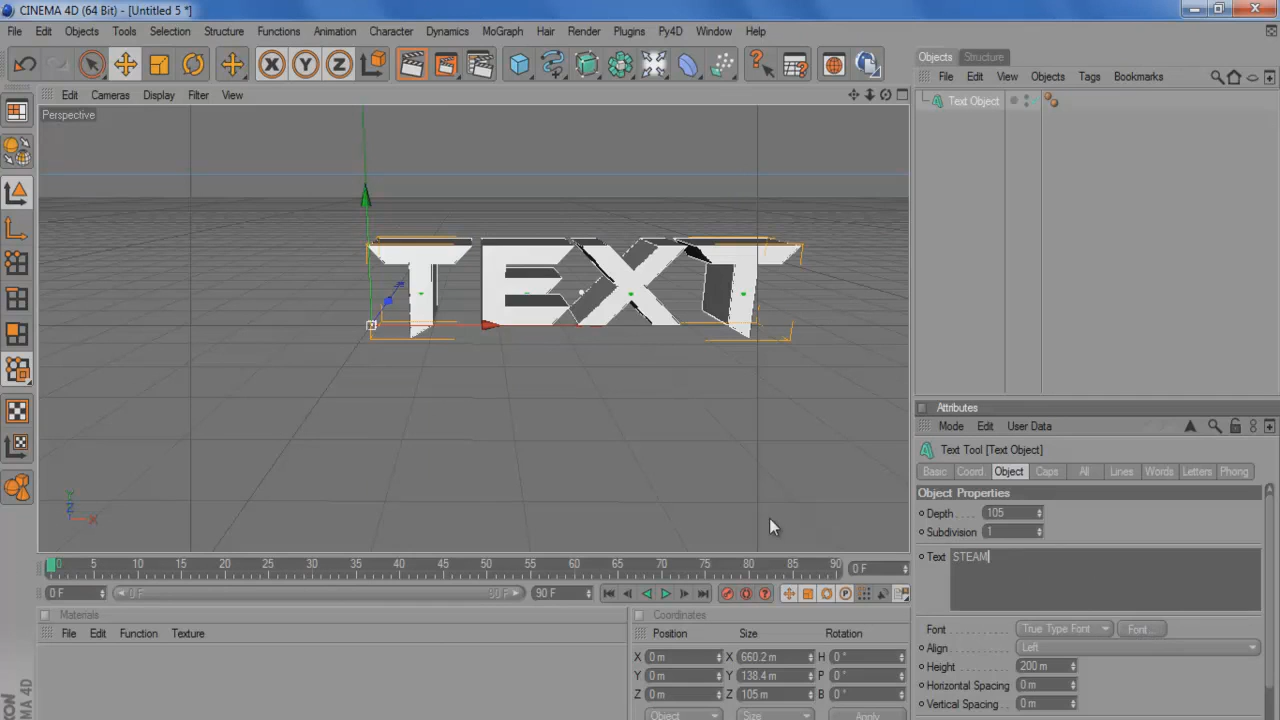 CINEMA 4D (64 Bit) - [Untitled 5 *]
File Edit Objects Tools Selection Structure Functions Animation Character Dynamics MoGraph Hair Render Plugins Py4D Window Help
X Y Z
Objects Structure
File Edit View Objects Tags Bookmarks
Edit Cameras Display Filter View
Text Object
Perspective
TEXT
Attributes
Mode Edit User Data
Text Tool [Text Object]
Basic Coord. Object Caps All Lines Words Letters Phong
Object Properties
Depth 105
Subdivision 1
Text STEAM
Font True Type Font Font...
Align Left
Height 200 m
Horizontal Spacing 0 m
Vertical Spacing 0 m
Y
Z
X
0 5 10 15 20 25 30 35 40 45 50 55 60 65 70 75 80 85 90 0 F
0 F 0 F 90 F 90 F
Materials
File Edit Function Texture
Coordinates
Position Size Rotation
X 0 m X 660.2 m H 0 °
Y 0 m Y 138.4 m P 0 °
Z 0 m Z 105 m B 0 °
Object Size Apply
4D